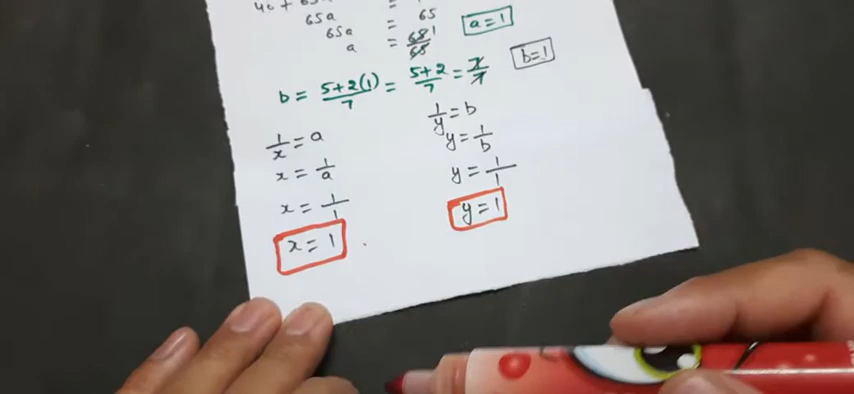 65a = 65
65a
a = 65/65 1
a = 1
b = 5+2(1)/7 = 5+2/7 = 7/7
b = 1
1/x = a
x = 1/a
x = 1/1
x = 1
1/y = b
y = 1/b
y = 1/1
y = 1